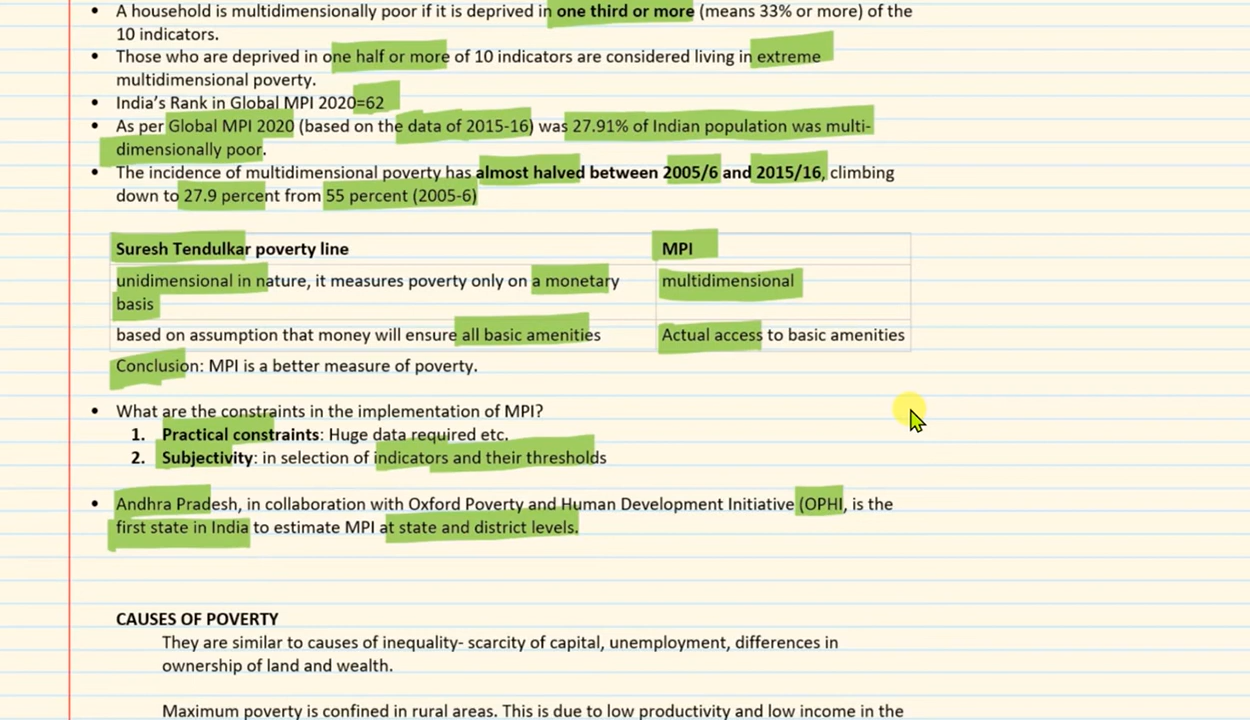 • A household is multidimensionally poor if it is deprived in one third or more (means 33% or more) of the
10 indicators.
• Those who are deprived in one half or more of 10 indicators are considered living in extreme
multidimensional poverty.
• India’s Rank in Global MPI 2020=62
• As per Global MPI 2020 (based on the data of 2015-16) was 27.91% of Indian population was multi-
dimensionally poor.
• The incidence of multidimensional poverty has almost halved between 2005/6 and 2015/16, climbing
down to 27.9 percent from 55 percent (2005-6)
Suresh Tendulkar poverty line MPI
unidimensional in nature, it measures poverty only on a monetary multidimensional
basis
based on assumption that money will ensure all basic amenities Actual access to basic amenities
Conclusion: MPI is a better measure of poverty.
• What are the constraints in the implementation of MPI?
1. Practical constraints: Huge data required etc.
2. Subjectivity: in selection of indicators and their thresholds
• Andhra Pradesh, in collaboration with Oxford Poverty and Human Development Initiative (OPHI, is the
first state in India to estimate MPI at state and district levels.
CAUSES OF POVERTY
They are similar to causes of inequality- scarcity of capital, unemployment, differences in
ownership of land and wealth.
Maximum poverty is confined in rural areas. This is due to low productivity and low income in the